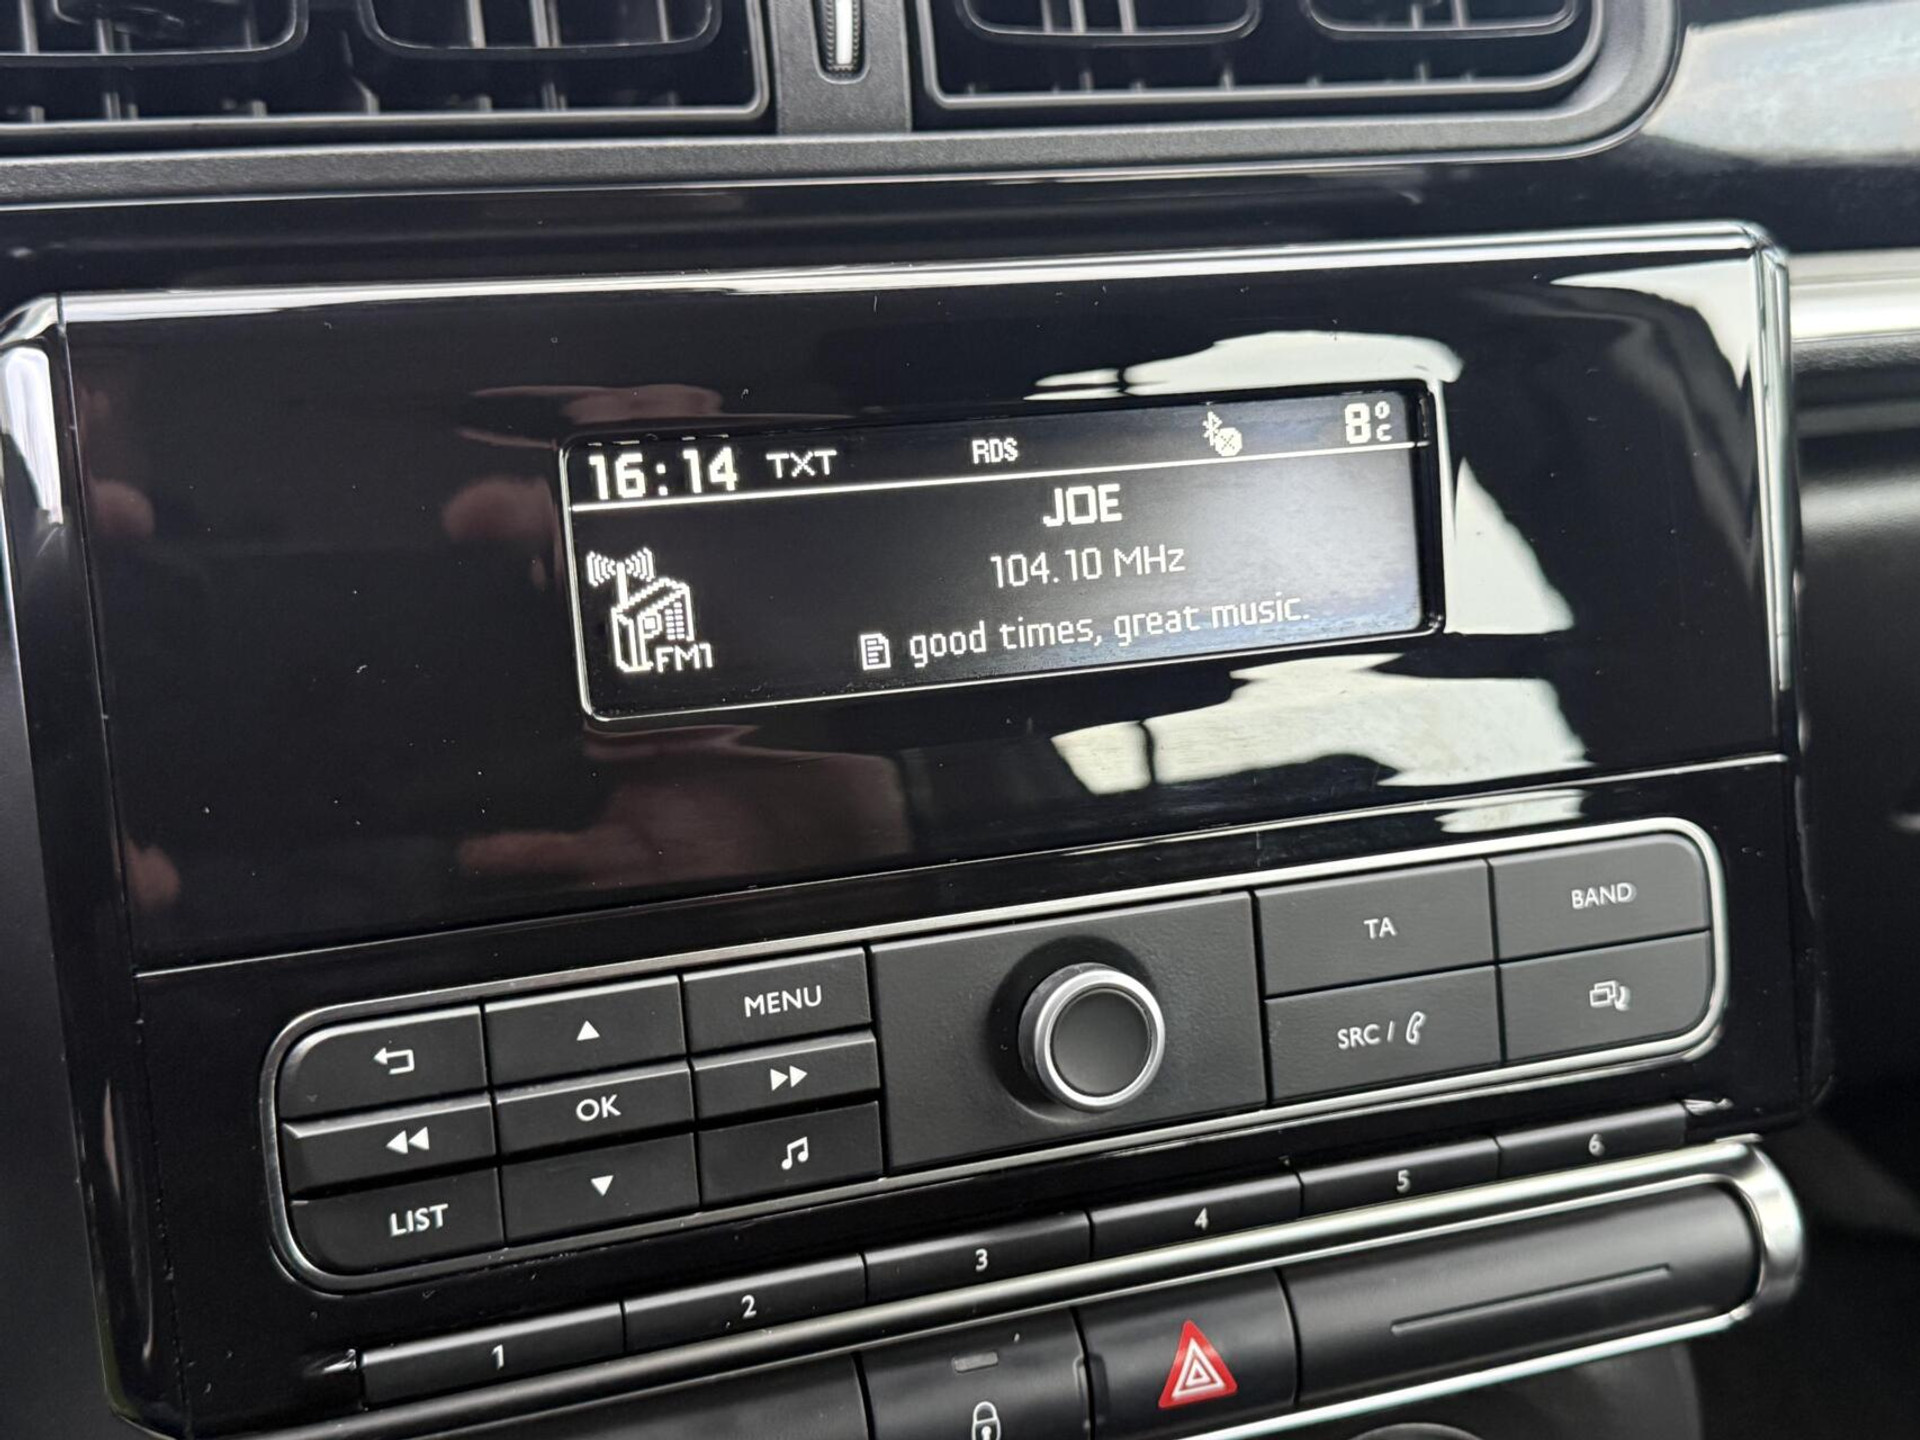 16:14 TXT RDS 8°C
JOE
104.10 MHz
good times, great music.
FM1
BAND
TA
MENU
SRC /
OK
LIST
1 2 3 4 5 6